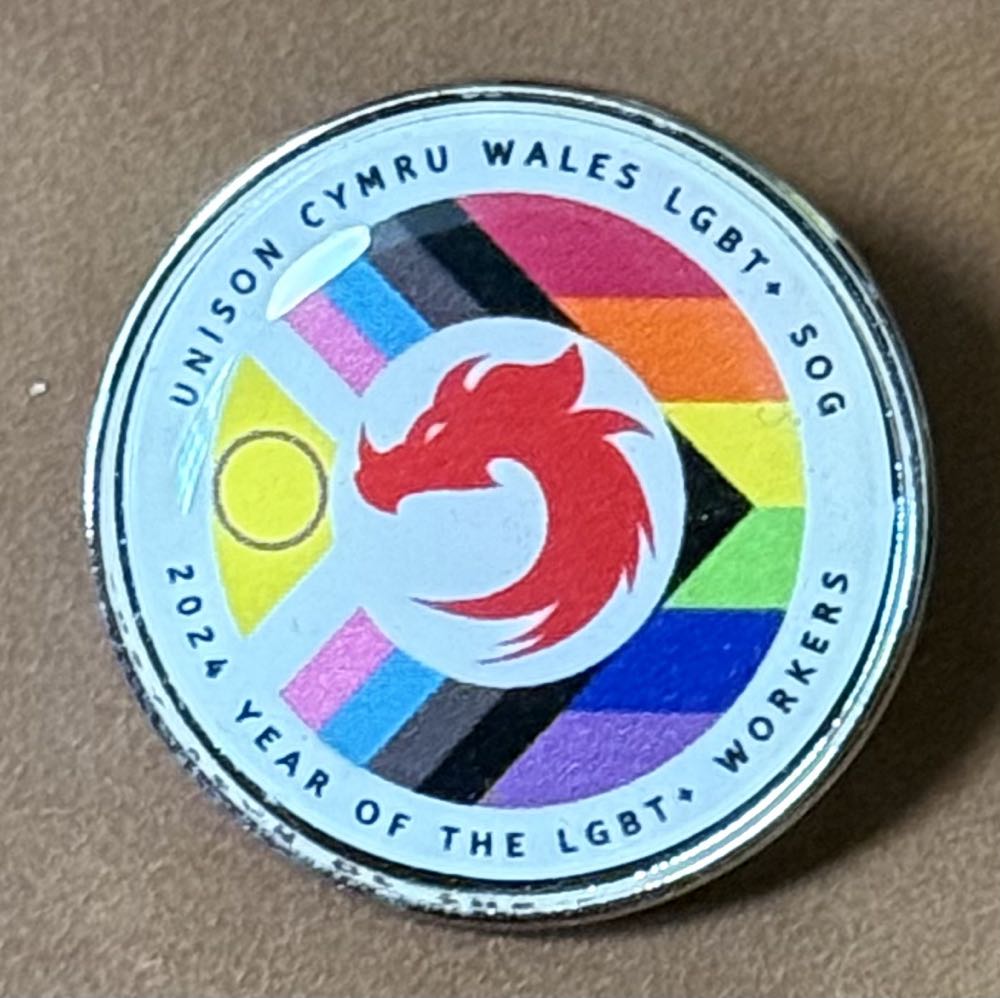 UNISON CYMRU WALES LGBT+ SOG
2024 YEAR OF THE LGBT+ WORKERS